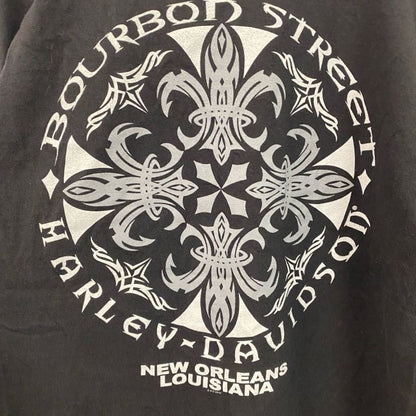 BOURBON STREET
HARLEY-DAVIDSON®
NEW ORLEANS
LOUISIANA